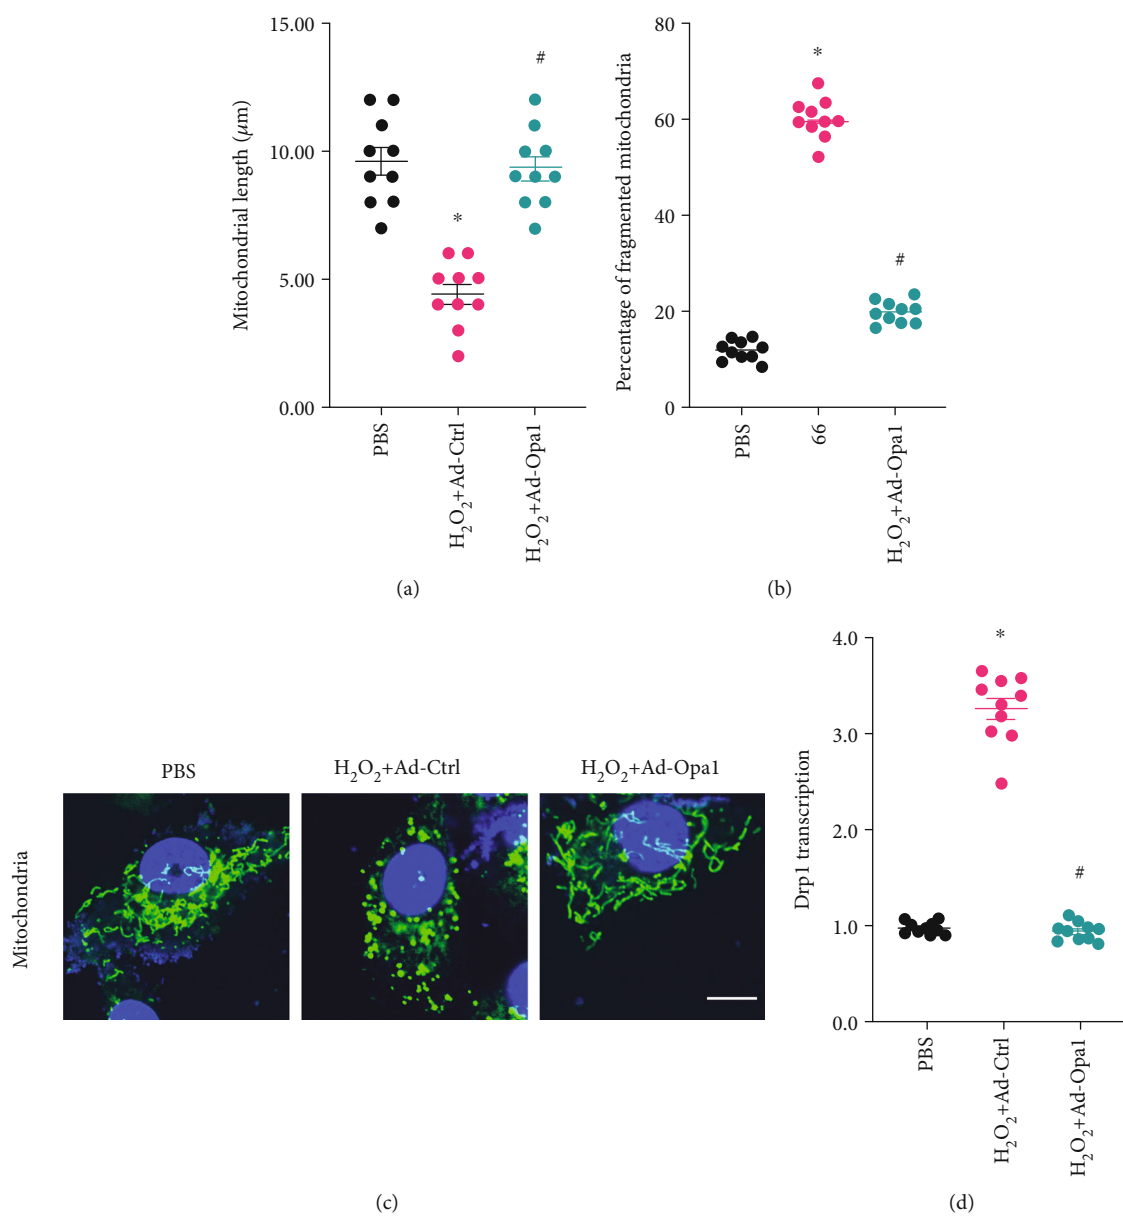 15.00
10.00
5.00
0.00
Mitochondrial length (μm)
*
#
PBS
H₂O₂+Ad-Ctrl
H₂O₂+Ad-Opa1
(a)
80
60
40
20
0
Percentage of fragmented mitochondria
*
#
PBS
66
H₂O₂+Ad-Opa1
(b)
PBS
H₂O₂+Ad-Ctrl
H₂O₂+Ad-Opa1
Mitochondria
(c)
4.0
3.0
2.0
1.0
0.0
Drp1 transcription
*
#
PBS
H₂O₂+Ad-Ctrl
H₂O₂+Ad-Opa1
(d)